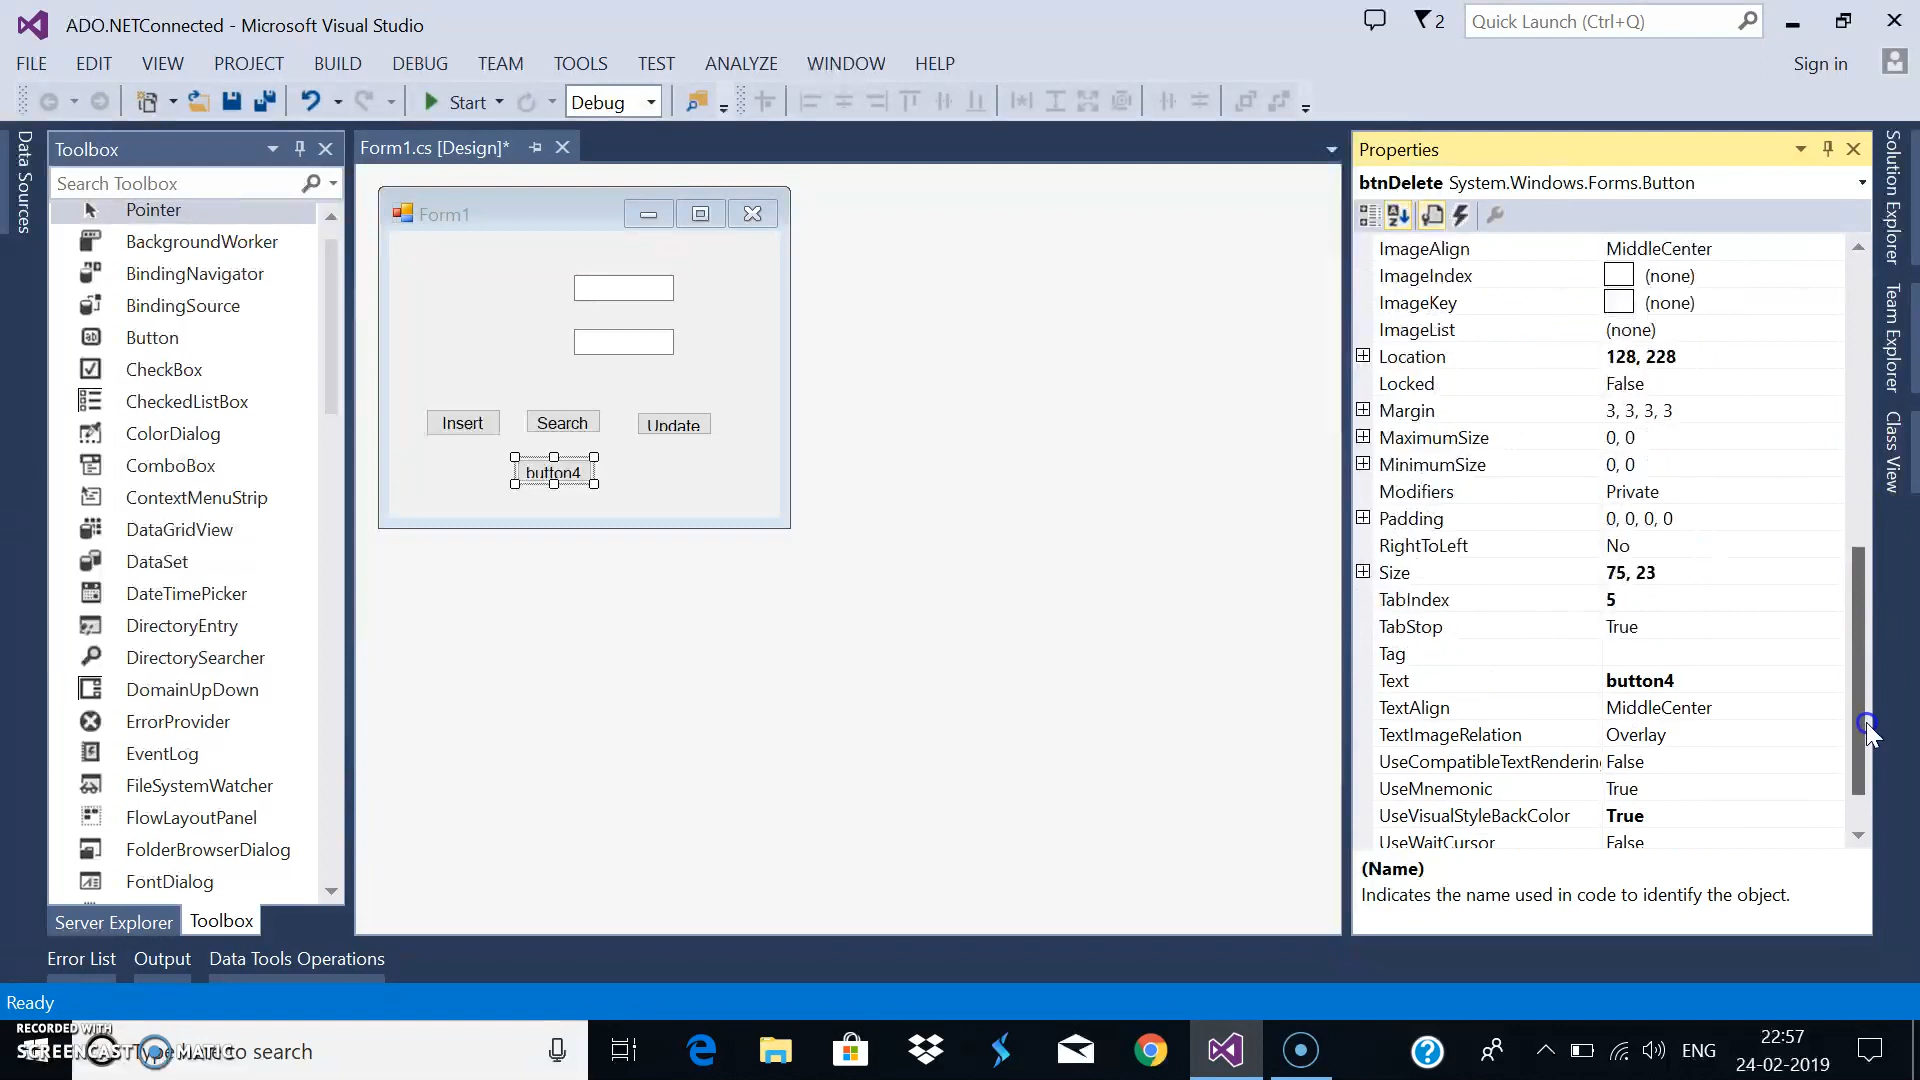 ADO.NETConnected - Microsoft Visual Studio
2
Quick Launch (Ctrl+Q)
FILE EDIT VIEW PROJECT BUILD DEBUG TEAM TOOLS TEST ANALYZE WINDOW HELP
Sign in
Start Debug
Data Sources
Toolbox
Search Toolbox
Pointer
BackgroundWorker
BindingNavigator
BindingSource
Button
CheckBox
CheckedListBox
ColorDialog
ComboBox
ContextMenuStrip
DataGridView
DataSet
DateTimePicker
DirectoryEntry
DirectorySearcher
DomainUpDown
ErrorProvider
EventLog
FileSystemWatcher
FlowLayoutPanel
FolderBrowserDialog
FontDialog
Server Explorer Toolbox
Form1.cs [Design]*
Form1
Insert Search Update
button4
Properties
btnDelete System.Windows.Forms.Button
ImageAlign MiddleCenter
ImageIndex (none)
ImageKey (none)
ImageList (none)
Location 128, 228
Locked False
Margin 3, 3, 3, 3
MaximumSize 0, 0
MinimumSize 0, 0
Modifiers Private
Padding 0, 0, 0, 0
RightToLeft No
Size 75, 23
TabIndex 5
TabStop True
Tag
Text button4
TextAlign MiddleCenter
TextImageRelation Overlay
UseCompatibleTextRendering False
UseMnemonic True
UseVisualStyleBackColor True
UseWaitCursor False
(Name)
Indicates the name used in code to identify the object.
Solution Explorer
Team Explorer
Class View
Error List Output Data Tools Operations
Ready
RECORDED WITH
SCREENCAST MATIC
Type here to search
ENG
22:57
24-02-2019